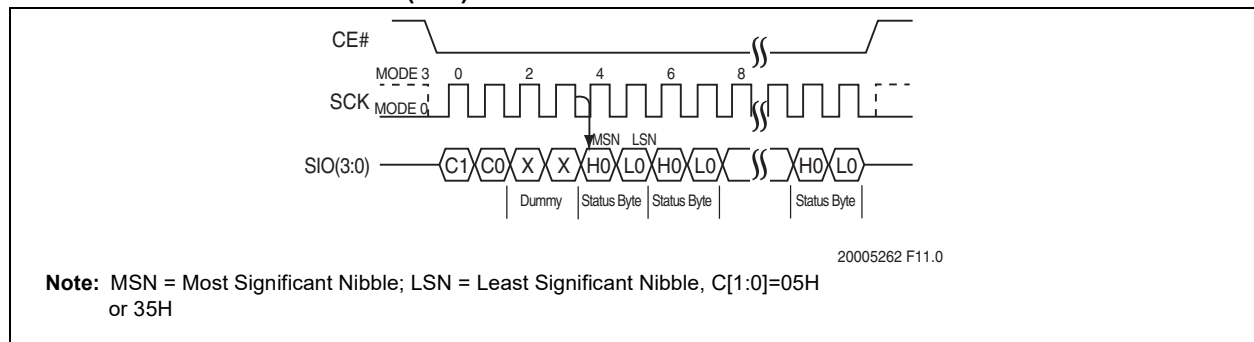 CE#
MODE 3 0 2 4 6 8
SCK MODE 0
MSN LSN
SIO(3:0) C1 C0 X X H0 L0 H0 L0 H0 L0
Dummy Status Byte Status Byte Status Byte
20005262 F11.0
Note: MSN = Most Significant Nibble; LSN = Least Significant Nibble, C[1:0]=05H
or 35H